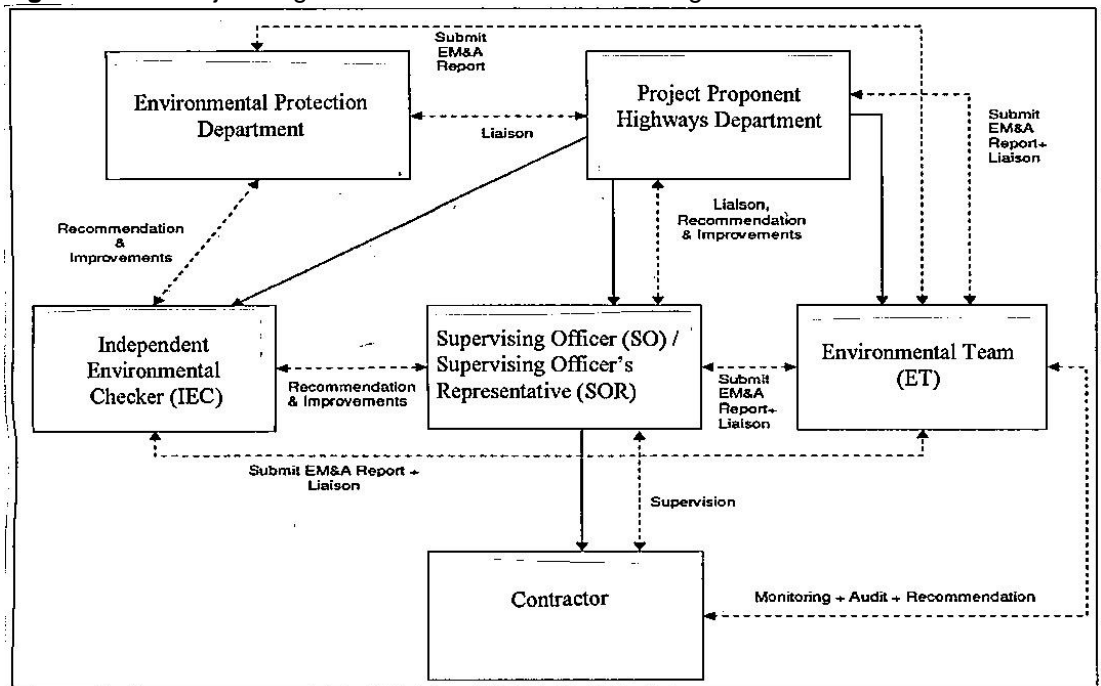 Submit
EM&A
Report
Environmental Protection
Department
Project Proponent
Highways Department
Liaison
Submit
EM&A
Report+
Liaison
Recommendation
&
Improvements
Liaison,
Recommendation
& Improvements
Independent
Environmental
Checker (IEC)
Supervising Officer (SO) /
Supervising Officer's
Representative (SOR)
Environmental Team
(ET)
Recommendation
& Improvements
Submit
EM&A
Report+
Liaison
Submit EM&A Report +
Liaison
Supervision
Contractor
Monitoring + Audit + Recommendation